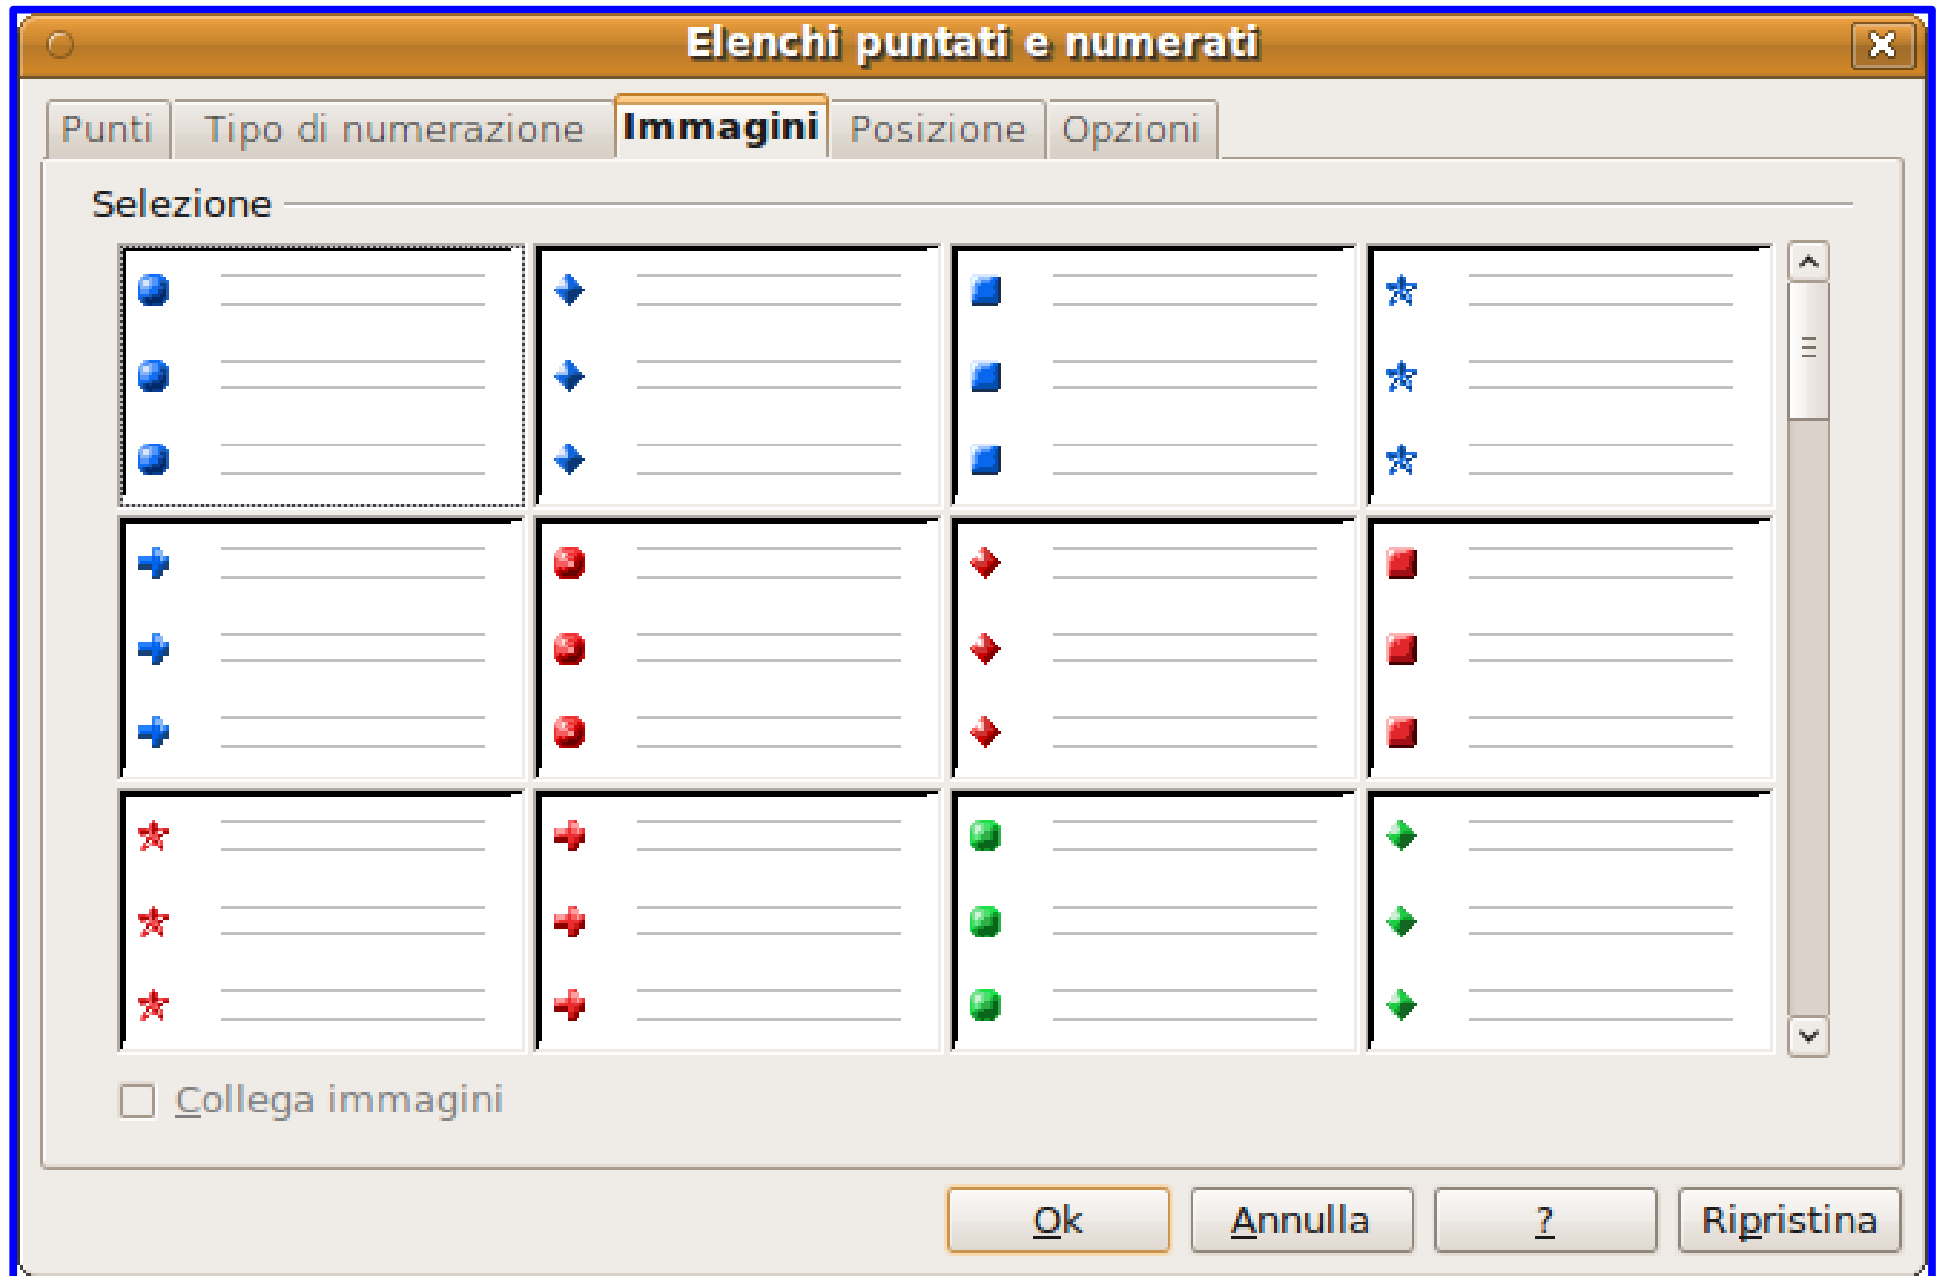 Elenchi puntati e numerati
Punti Tipo di numerazione Immagini Posizione Opzioni
Selezione
Collega immagini
Ok Annulla ? Ripristina